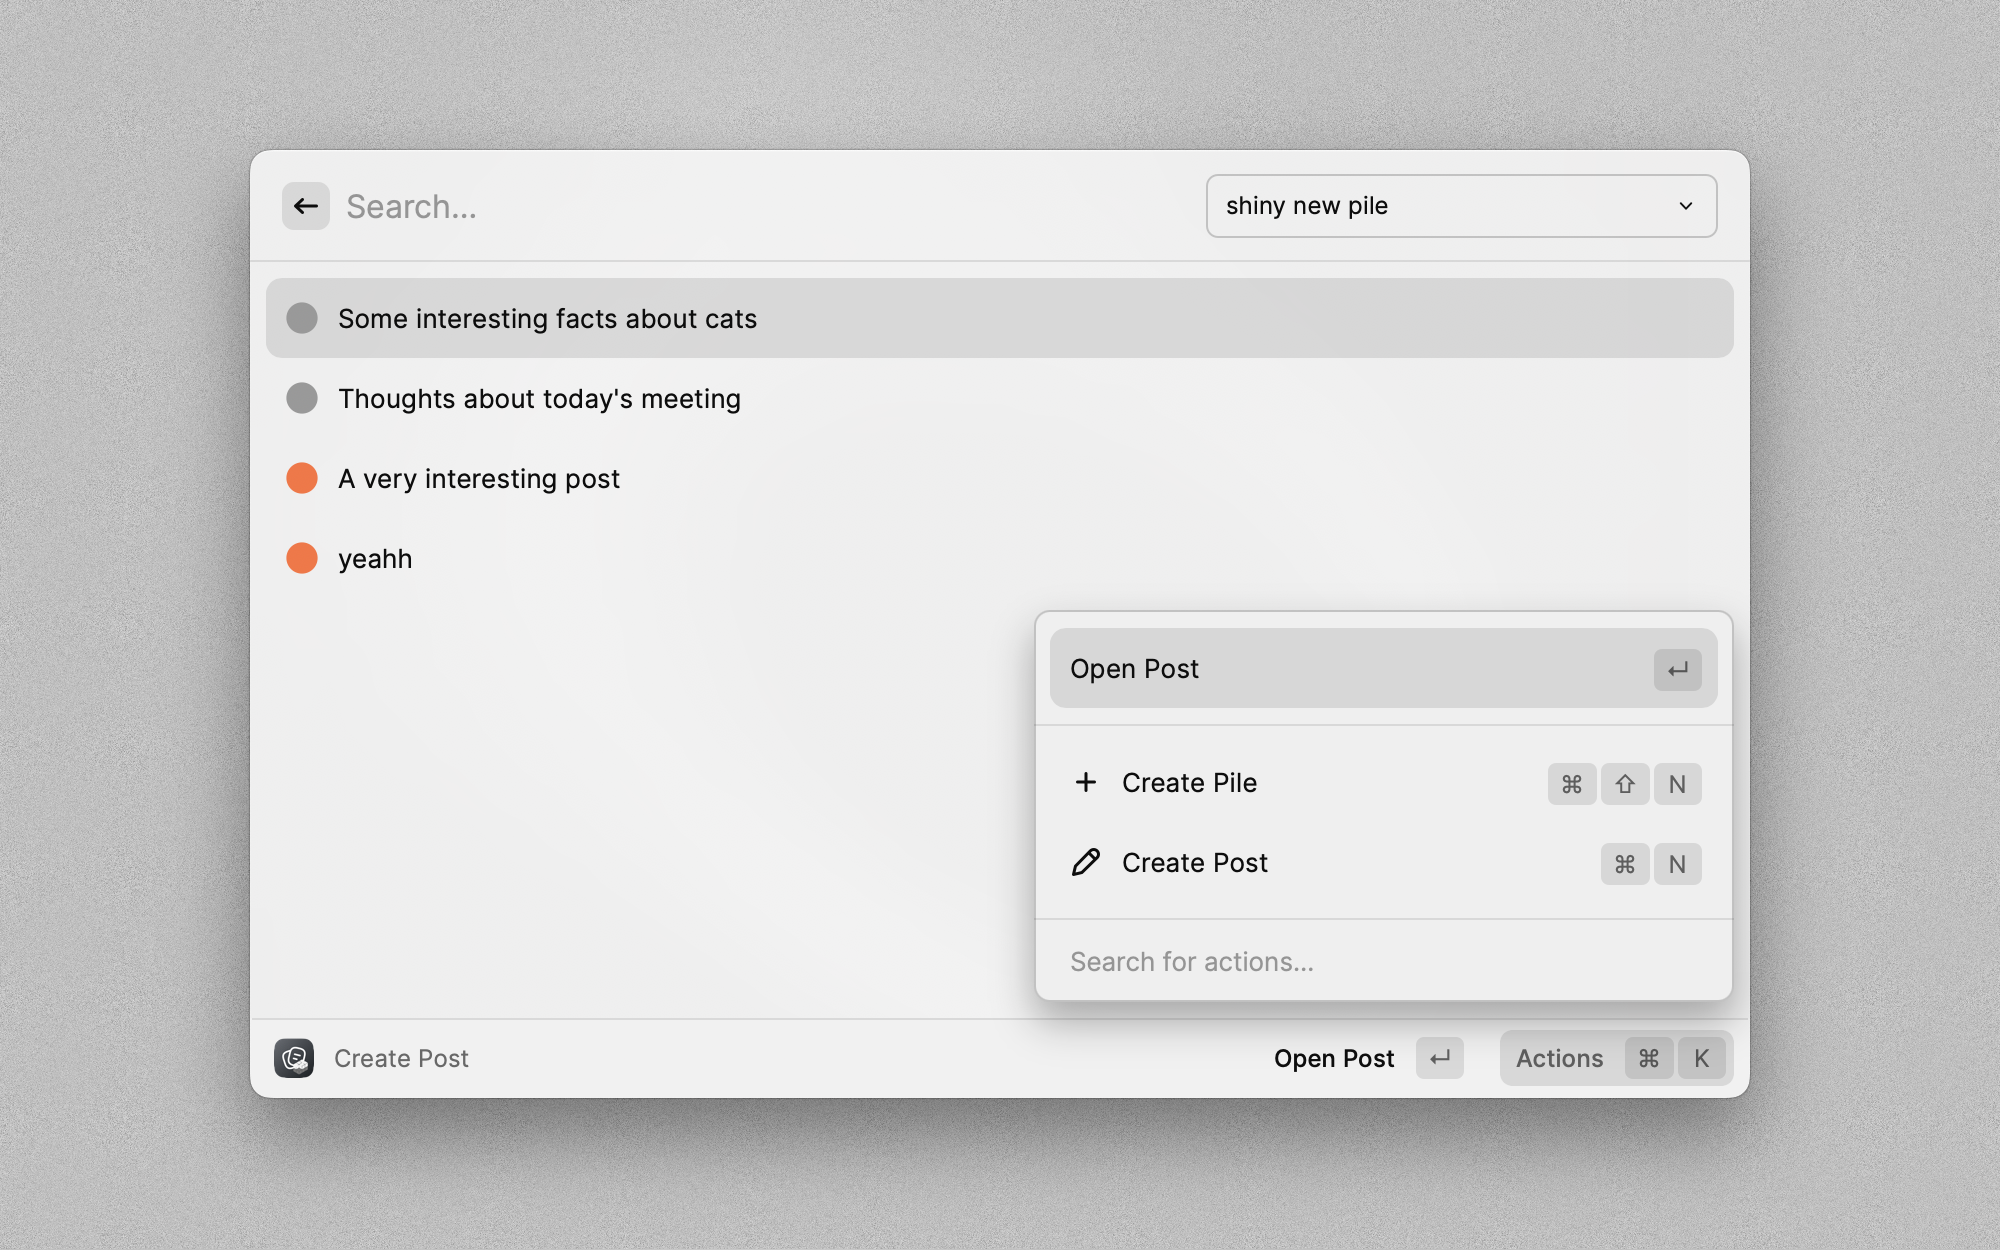 Search...
shiny new pile
Some interesting facts about cats
Thoughts about today's meeting
A very interesting post
yeahh
Open Post ↵
Create Pile ⌘ ⇧ N
Create Post ⌘ N
Search for actions...
Create Post
Open Post ↵
Actions ⌘ K